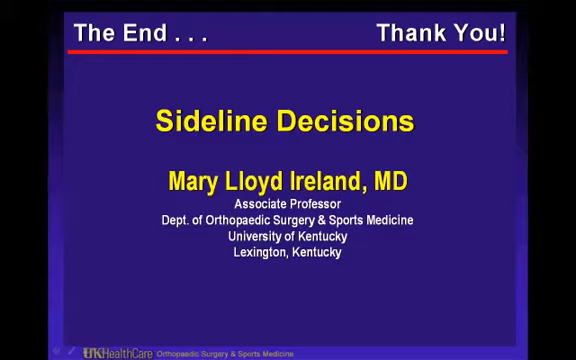 The End . . . Thank You!
Sideline Decisions
Mary Lloyd Ireland, MD
Associate Professor
Dept. of Orthopaedic Surgery & Sports Medicine
University of Kentucky
Lexington, Kentucky
UKHealthCare Orthopaedic Surgery & Sports Medicine